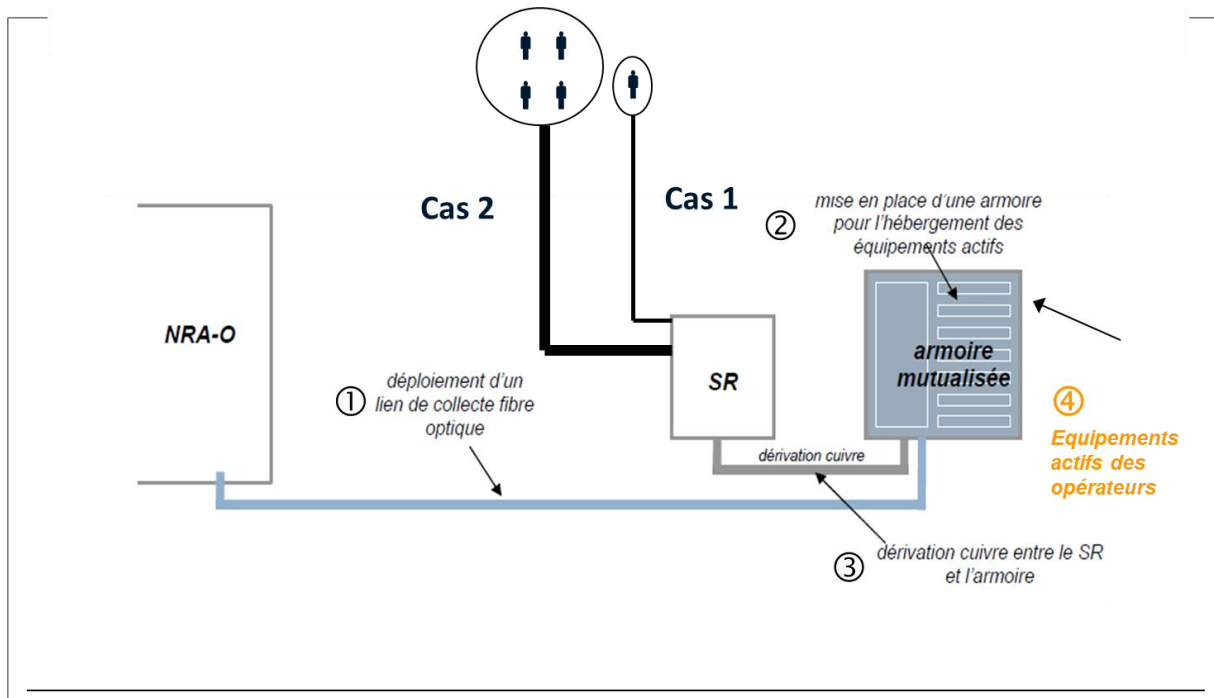 Cas 2
Cas 1
② mise en place d'une armoire
pour l'hébergement des
équipements actifs
NRA-O
SR
armoire
mutualisée
① déploiement d'un
lien de collecte fibre
optique
④
Equipements
actifs des
opérateurs
dérivation cuivre
③ dérivation cuivre entre le SR
et l'armoire